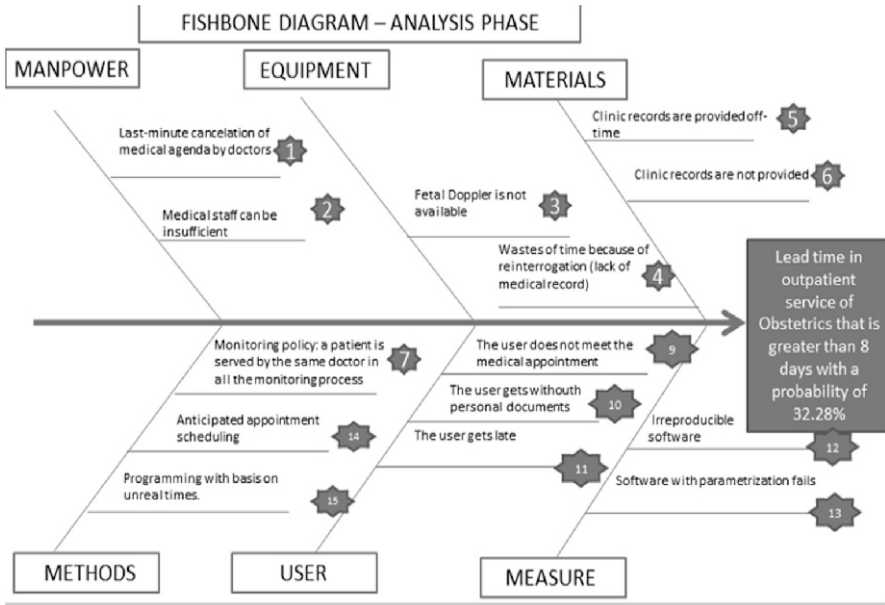 FISHBONE DIAGRAM – ANALYSIS PHASE
MANPOWER
EQUIPMENT
MATERIALS
Last-minute cancelation of
medical agenda by doctors
1
Medical staff can be
insufficient
2
Fetal Doppler is not
available
3
Clinic records are provided off-
time
5
Clinic records are not provided
6
Wastes of time because of
reinterrogation (lack of
medical record)
4
Lead time in
outpatient
service of
Obstetrics that is
greater than 8
days with a
probability of
32.28%
Monitoring policy: a patient is
served by the same doctor in
all the monitoring process
7
Anticipated appointment
scheduling
14
Programming with basis on
unreal times.
15
The user does not meet the
medical appointment
9
The user gets withouth
personal documents
10
The user gets late
11
Irreproducible
software
12
Software with parametrization fails
13
METHODS
USER
MEASURE